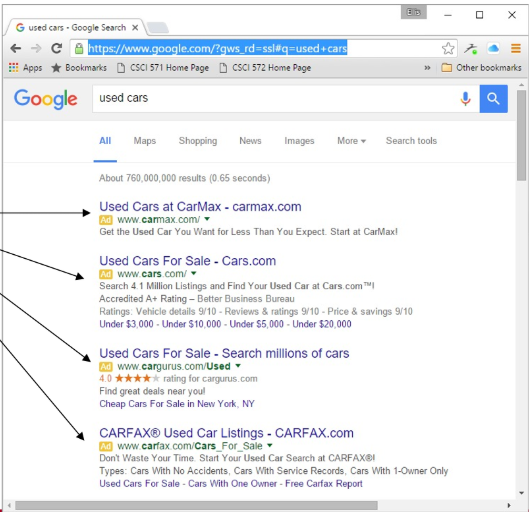 Ellis
used cars - Google Search
https://www.google.com/?gws_rd=ssl#q=used+cars
Apps Bookmarks CSCI 571 Home Page CSCI 572 Home Page » Other bookmarks
Google used cars
All Maps Shopping News Images More Search tools
About 760,000,000 results (0.65 seconds)
Used Cars at CarMax - carmax.com
Ad www.carmax.com/
Get the Used Car You Want for Less Than You Expect. Start at CarMax!
Used Cars For Sale - Cars.com
Ad www.cars.com/
Search 4.1 Million Listings and Find Your Used Car at Cars.com™!
Accredited A+ Rating – Better Business Bureau
Ratings: Vehicle details 9/10 - Reviews & ratings 9/10 - Price & savings 9/10
Under $3,000 - Under $10,000 - Under $5,000 - Under $20,000
Used Cars For Sale - Search millions of cars
Ad www.cargurus.com/Used
4.0 ★★★★★ rating for cargurus.com
Find great deals near you!
Cheap Cars For Sale in New York, NY
CARFAX® Used Car Listings - CARFAX.com
Ad www.carfax.com/Cars_For_Sale
Don't Waste Your Time. Start Your Used Car Search at CARFAX®!
Types: Cars With No Accidents, Cars With Service Records, Cars With 1-Owner Only
Used Cars For Sale - Cars With One Owner - Free Carfax Report